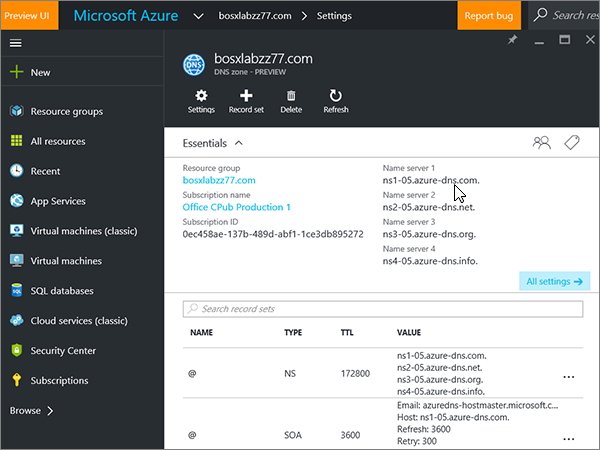 Preview UI
Microsoft Azure
bosxlabzz77.com > Settings
Report bug
Search res
New
Resource groups
All resources
Recent
App Services
Virtual machines (classic)
Virtual machines
SQL databases
Cloud services (classic)
Security Center
Subscriptions
Browse >
DNS
bosxlabzz77.com
DNS zone - PREVIEW
Settings
Record set
Delete
Refresh
Essentials
Resource group
bosxlabzz77.com
Subscription name
Office CPub Production 1
Subscription ID
0ec458ae-137b-489d-abf1-1ce3db895272
Name server 1
ns1-05.azure-dns.com.
Name server 2
ns2-05.azure-dns.net.
Name server 3
ns3-05.azure-dns.org.
Name server 4
ns4-05.azure-dns.info.
All settings →
Search record sets
NAME TYPE TTL VALUE
@ NS 172800
ns1-05.azure-dns.com.
ns2-05.azure-dns.net.
ns3-05.azure-dns.org.
ns4-05.azure-dns.info.
...
@ SOA 3600
Email: azuredns-hostmaster.microsoft.c...
Host: ns1-05.azure-dns.com.
Refresh: 3600
Retry: 300
...